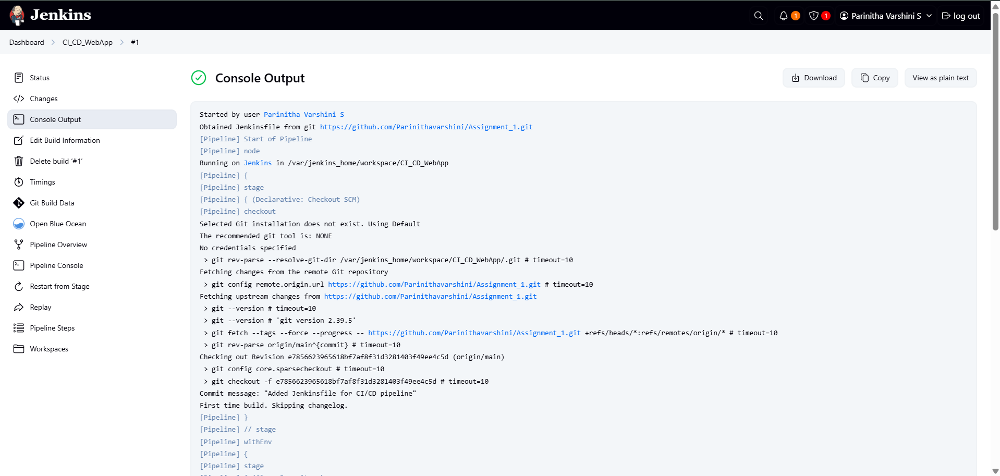 Jenkins
1
1
Parinitha Varshini S
log out
Dashboard
CI_CD_WebApp
#1
Status
Changes
Console Output
Edit Build Information
Delete build ‘#1’
Timings
Git Build Data
Open Blue Ocean
Pipeline Overview
Pipeline Console
Restart from Stage
Replay
Pipeline Steps
Workspaces
Console Output
Download
Copy
View as plain text
Started by user Parinitha Varshini S
Obtained Jenkinsfile from git https://github.com/Parinithavarshini/Assignment_1.git
[Pipeline] Start of Pipeline
[Pipeline] node
Running on Jenkins in /var/jenkins_home/workspace/CI_CD_WebApp
[Pipeline] {
[Pipeline] stage
[Pipeline] { (Declarative: Checkout SCM)
[Pipeline] checkout
Selected Git installation does not exist. Using Default
The recommended git tool is: NONE
No credentials specified
> git rev-parse --resolve-git-dir /var/jenkins_home/workspace/CI_CD_WebApp/.git # timeout=10
Fetching changes from the remote Git repository
> git config remote.origin.url https://github.com/Parinithavarshini/Assignment_1.git # timeout=10
Fetching upstream changes from https://github.com/Parinithavarshini/Assignment_1.git
> git --version # timeout=10
> git --version # 'git version 2.39.5'
> git fetch --tags --force --progress -- https://github.com/Parinithavarshini/Assignment_1.git +refs/heads/*:refs/remotes/origin/* # timeout=10
> git rev-parse origin/main^{commit} # timeout=10
Checking out Revision e7856623965618bf7af8f31d3281403f49ee4c5d (origin/main)
> git config core.sparsecheckout # timeout=10
> git checkout -f e7856623965618bf7af8f31d3281403f49ee4c5d # timeout=10
Commit message: "Added Jenkinsfile for CI/CD pipeline"
First time build. Skipping changelog.
[Pipeline] }
[Pipeline] // stage
[Pipeline] withEnv
[Pipeline] {
[Pipeline] stage